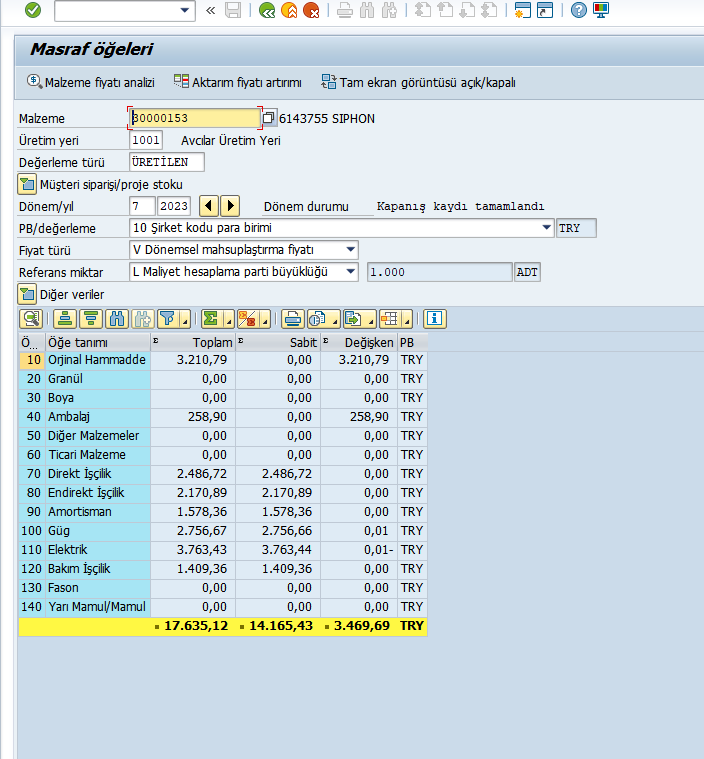 Masraf öğeleri
Malzeme fiyatı analizi Aktarım fiyatı artırımı Tam ekran görüntüsü açık/kapalı
Malzeme 30000153 6143755 SIPHON
Üretim yeri 1001 Avcılar Üretim Yeri
Değerleme türü ÜRETİLEN
Müşteri siparişi/proje stoku
Dönem/yıl 7 2023 Dönem durumu Kapanış kaydı tamamlandı
PB/değerleme 10 Şirket kodu para birimi TRY
Fiyat türü V Dönemsel mahsuplaştırma fiyatı
Referans miktar L Maliyet hesaplama parti büyüklüğü 1.000 ADT
Diğer veriler
Ö... Öğe tanımı Σ Toplam Σ Sabit Σ Değişken PB
10 Orjinal Hammadde 3.210,79 0,00 3.210,79 TRY
20 Granül 0,00 0,00 0,00 TRY
30 Boya 0,00 0,00 0,00 TRY
40 Ambalaj 258,90 0,00 258,90 TRY
50 Diğer Malzemeler 0,00 0,00 0,00 TRY
60 Ticari Malzeme 0,00 0,00 0,00 TRY
70 Direkt İşçilik 2.486,72 2.486,72 0,00 TRY
80 Endirekt İşçilik 2.170,89 2.170,89 0,00 TRY
90 Amortisman 1.578,36 1.578,36 0,00 TRY
100 Güg 2.756,67 2.756,66 0,01 TRY
110 Elektrik 3.763,43 3.763,44 0,01- TRY
120 Bakım İşçilik 1.409,36 1.409,36 0,00 TRY
130 Fason 0,00 0,00 0,00 TRY
140 Yarı Mamul/Mamul 0,00 0,00 0,00 TRY
17.635,12 14.165,43 3.469,69 TRY